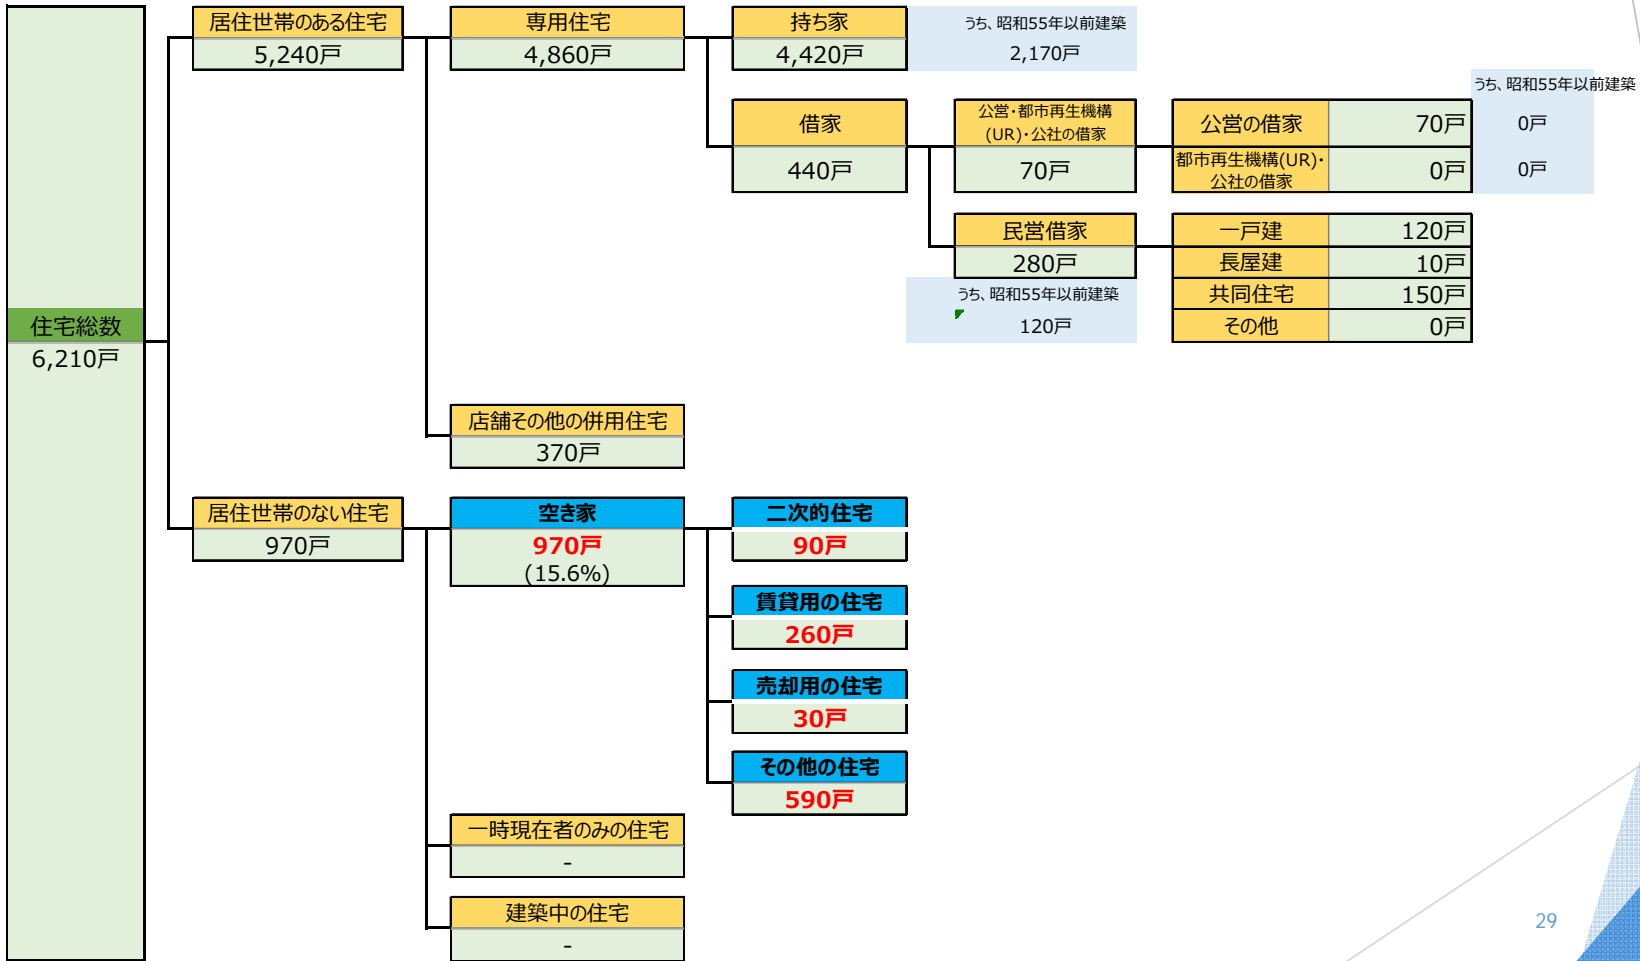 住宅総数
6,210戸
居住世帯のある住宅
5,240戸
専用住宅
4,860戸
持ち家
4,420戸
うち、昭和55年以前建築
2,170戸
借家
440戸
公営・都市再生機構
(UR)・公社の借家
70戸
うち、昭和55年以前建築
公営の借家 70戸 0戸
都市再生機構(UR)・
公社の借家 0戸 0戸
民営借家
280戸
うち、昭和55年以前建築
120戸
一戸建 120戸
長屋建 10戸
共同住宅 150戸
その他 0戸
店舗その他の併用住宅
370戸
居住世帯のない住宅
970戸
空き家
970戸
(15.6%)
二次的住宅
90戸
賃貸用の住宅
260戸
売却用の住宅
30戸
その他の住宅
590戸
一時現在者のみの住宅
-
建築中の住宅
-
29